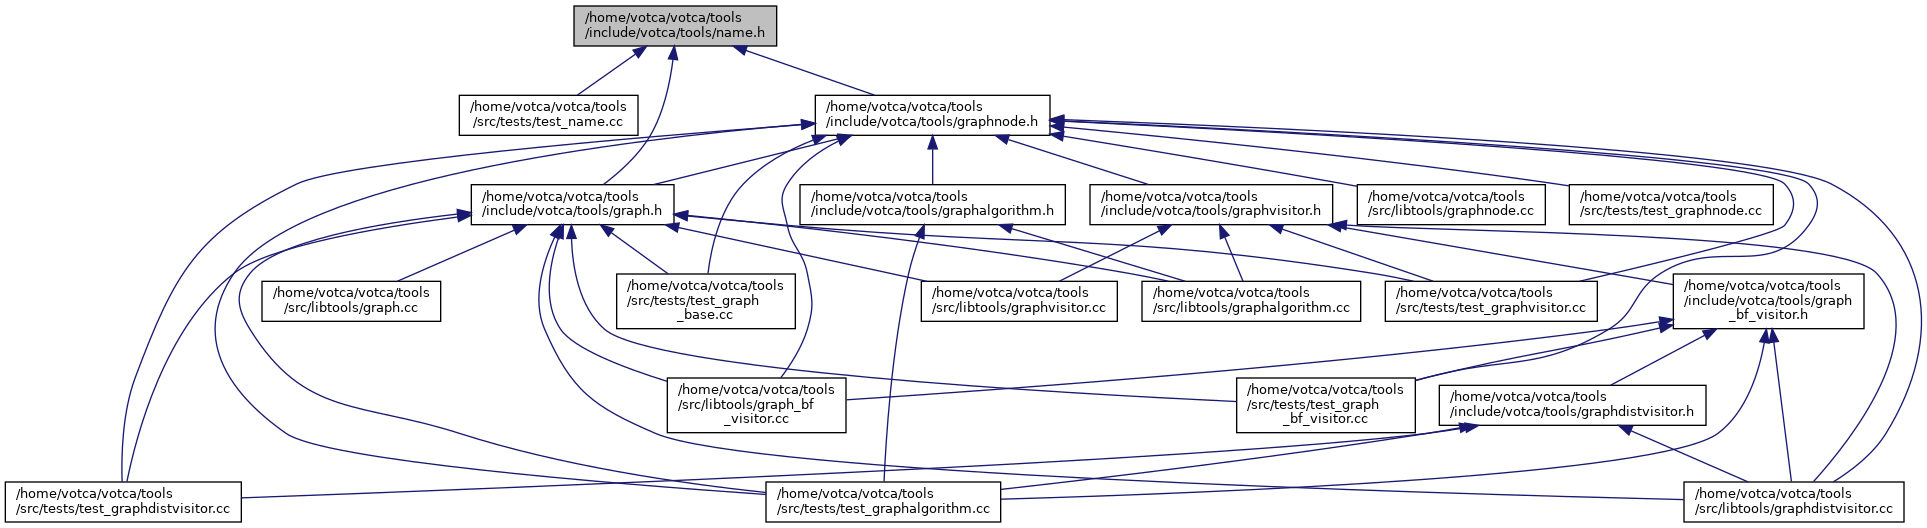 /home/votca/votca/tools
/include/votca/tools/name.h
/home/votca/votca/tools
/src/tests/test_name.cc
/home/votca/votca/tools
/include/votca/tools/graphnode.h
/home/votca/votca/tools
/include/votca/tools/graph.h
/home/votca/votca/tools
/include/votca/tools/graphalgorithm.h
/home/votca/votca/tools
/include/votca/tools/graphvisitor.h
/home/votca/votca/tools
/src/libtools/graphnode.cc
/home/votca/votca/tools
/src/tests/test_graphnode.cc
/home/votca/votca/tools
/src/libtools/graph.cc
/home/votca/votca/tools
/src/tests/test_graph
_base.cc
/home/votca/votca/tools
/src/libtools/graphvisitor.cc
/home/votca/votca/tools
/src/libtools/graphalgorithm.cc
/home/votca/votca/tools
/src/tests/test_graphvisitor.cc
/home/votca/votca/tools
/include/votca/tools/graph
_bf_visitor.h
/home/votca/votca/tools
/src/libtools/graph_bf
_visitor.cc
/home/votca/votca/tools
/src/tests/test_graph
_bf_visitor.cc
/home/votca/votca/tools
/include/votca/tools/graphdistvisitor.h
/home/votca/votca/tools
/src/tests/test_graphdistvisitor.cc
/home/votca/votca/tools
/src/tests/test_graphalgorithm.cc
/home/votca/votca/tools
/src/libtools/graphdistvisitor.cc